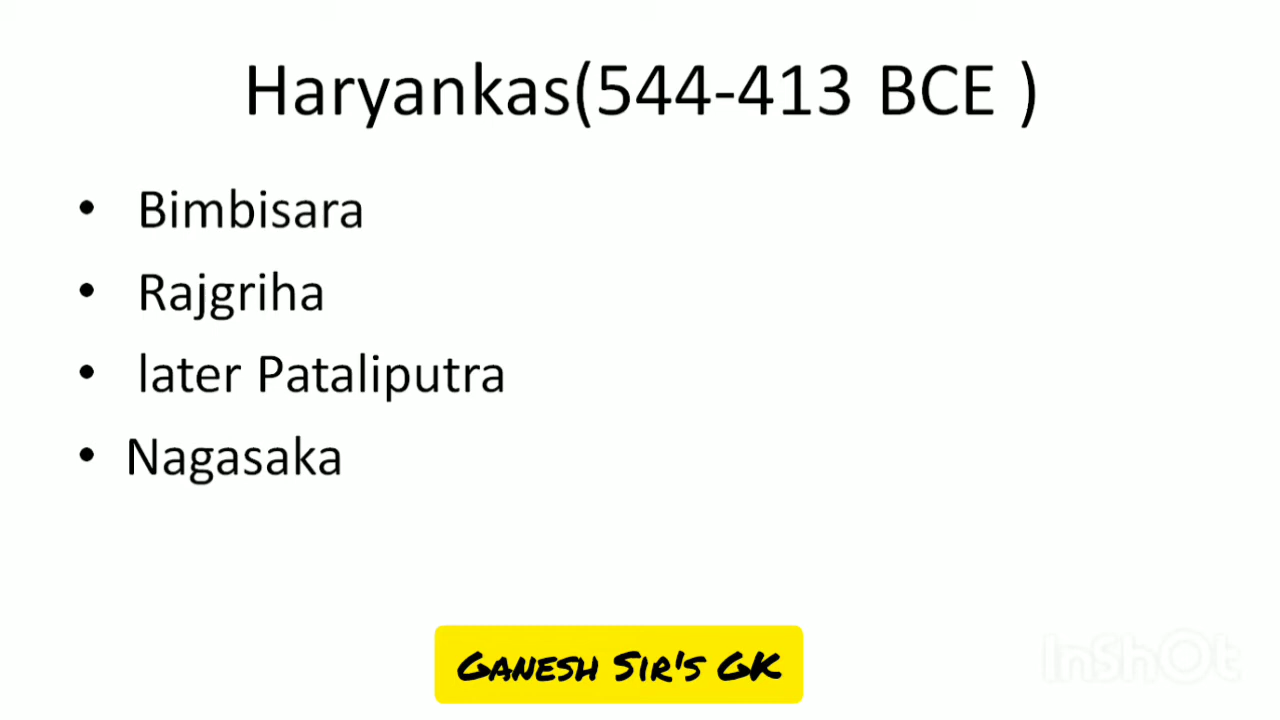 Haryankas(544-413 BCE )
• Bimbisara
• Rajgriha
• later Pataliputra
• Nagasaka
Ganesh Sir's GK
InShOt